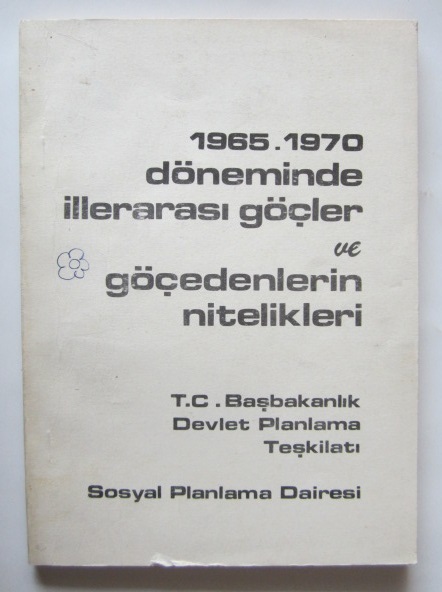 1965.1970
döneminde
illerarası göçler
ve
göçedenlerin
nitelikleri
T.C. Başbakanlık
Devlet Planlama
Teşkilatı
Sosyal Planlama Dairesi